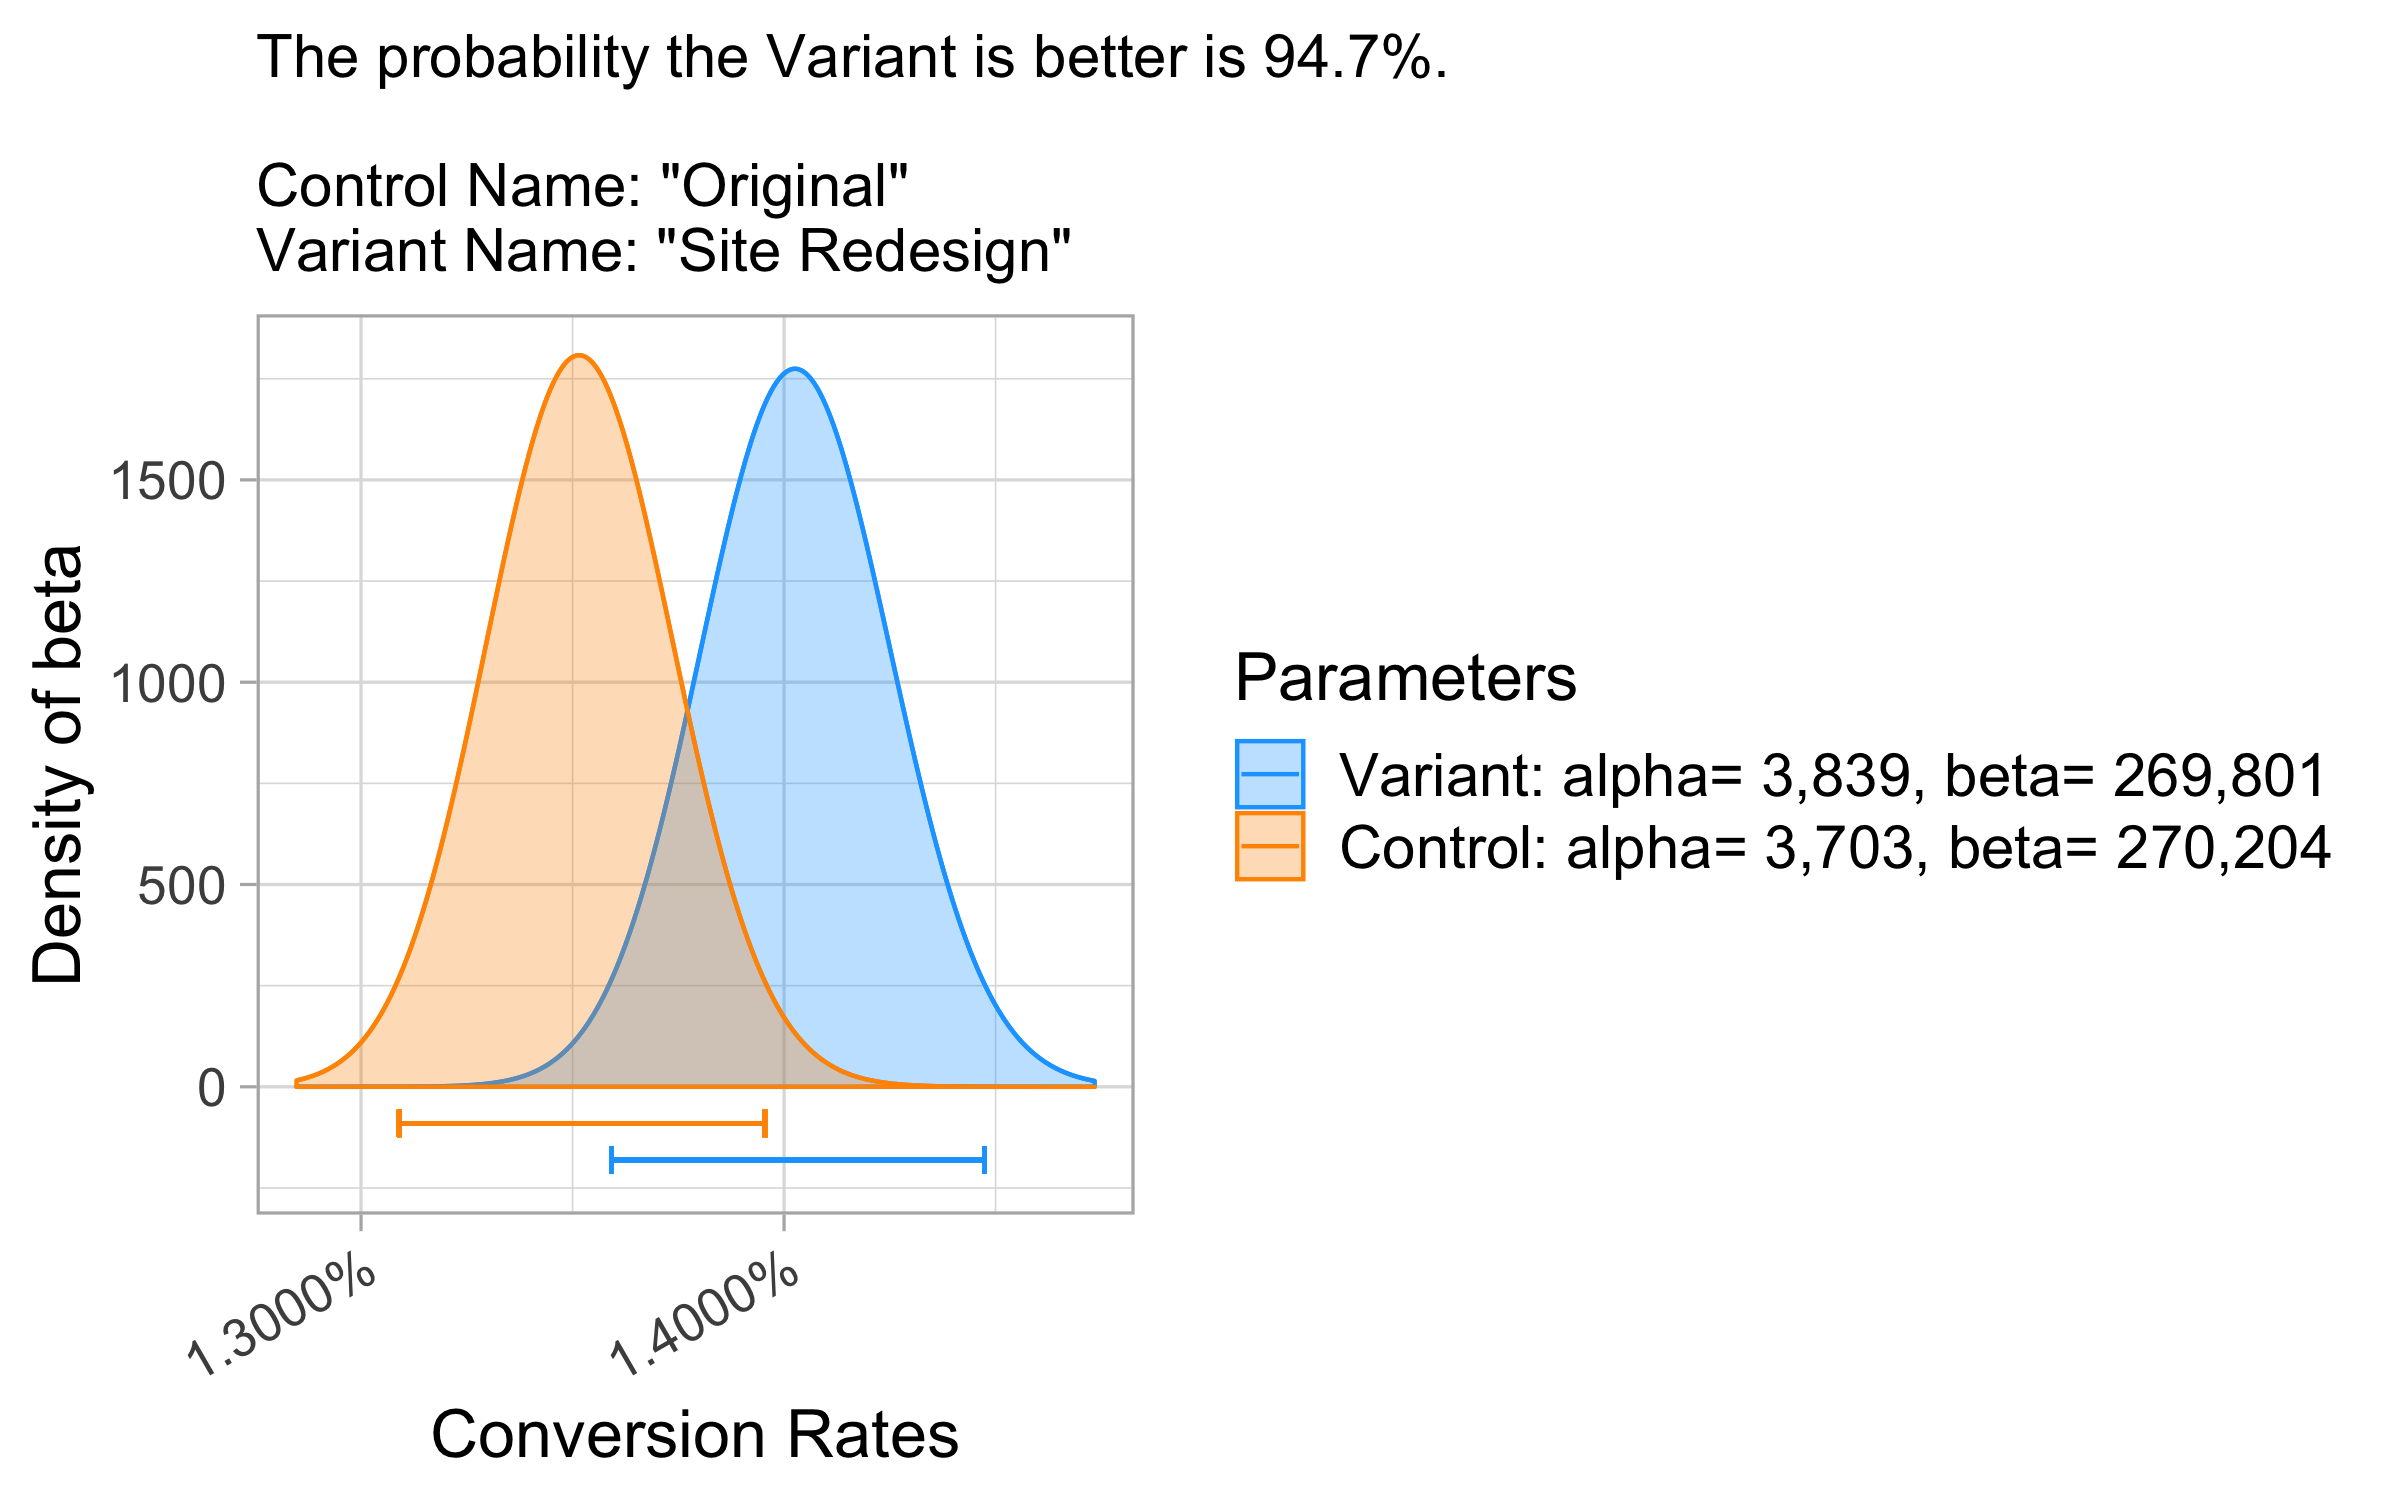 The probability the Variant is better is 94.7%.
Control Name: "Original"
Variant Name: "Site Redesign"
Density of beta
1500
1000
500
0
1.3000%
1.4000%
Conversion Rates
Parameters
Variant: alpha= 3,839, beta= 269,801
Control: alpha= 3,703, beta= 270,204